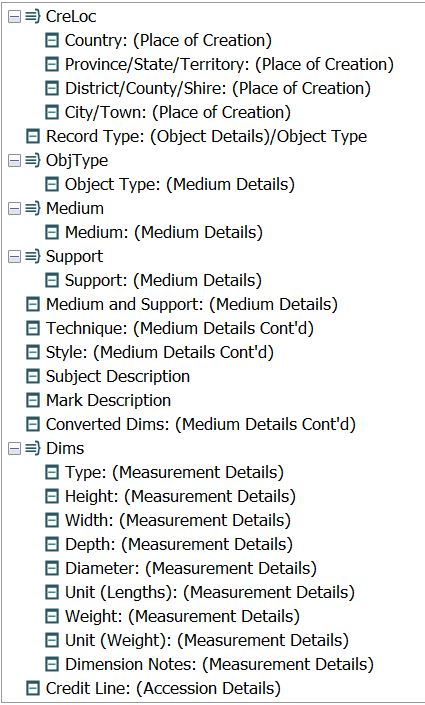 CreLoc
Country: (Place of Creation)
Province/State/Territory: (Place of Creation)
District/County/Shire: (Place of Creation)
City/Town: (Place of Creation)
Record Type: (Object Details)/Object Type
ObjType
Object Type: (Medium Details)
Medium
Medium: (Medium Details)
Support
Support: (Medium Details)
Medium and Support: (Medium Details)
Technique: (Medium Details Cont'd)
Style: (Medium Details Cont'd)
Subject Description
Mark Description
Converted Dims: (Medium Details Cont'd)
Dims
Type: (Measurement Details)
Height: (Measurement Details)
Width: (Measurement Details)
Depth: (Measurement Details)
Diameter: (Measurement Details)
Unit (Lengths): (Measurement Details)
Weight: (Measurement Details)
Unit (Weight): (Measurement Details)
Dimension Notes: (Measurement Details)
Credit Line: (Accession Details)